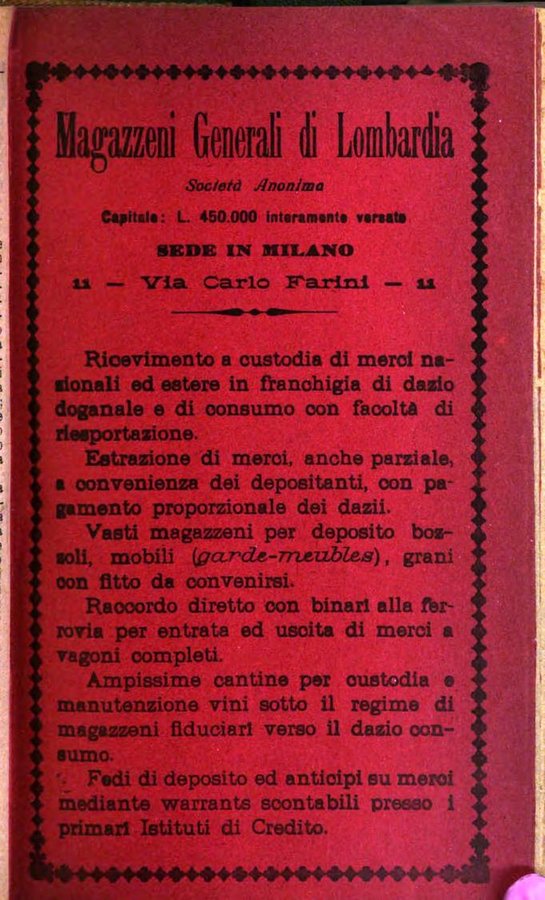 Magazzeni Generali di Lombardia
Società Anonima
Capitale: L. 450.000 interamente versato
SEDE IN MILANO
11 — Via Carlo Farini — 11
Ricevimento a custodia di merci na-
zionali ed estere in franchigia di dazio
doganale e di consumo con facoltà di
riesportazione.
Estrazione di merci, anche parziale,
a convenienza dei depositanti, con pa-
gamento proporzionale dei dazii.
Vasti magazzeni per deposito boz-
zoli, mobili (garde-meubles), grani
con fitto da convenirsi.
Raccordo diretto con binari alla fer-
rovia per entrata ed uscita di merci a
vagoni completi.
Ampissime cantine per custodia e
manutenzione vini sotto il regime di
magazzeni fiduciari verso il dazio con-
sumo.
Fedi di deposito ed anticipi su merci
mediante warrants scontabili presso i
primari Istituti di Credito.